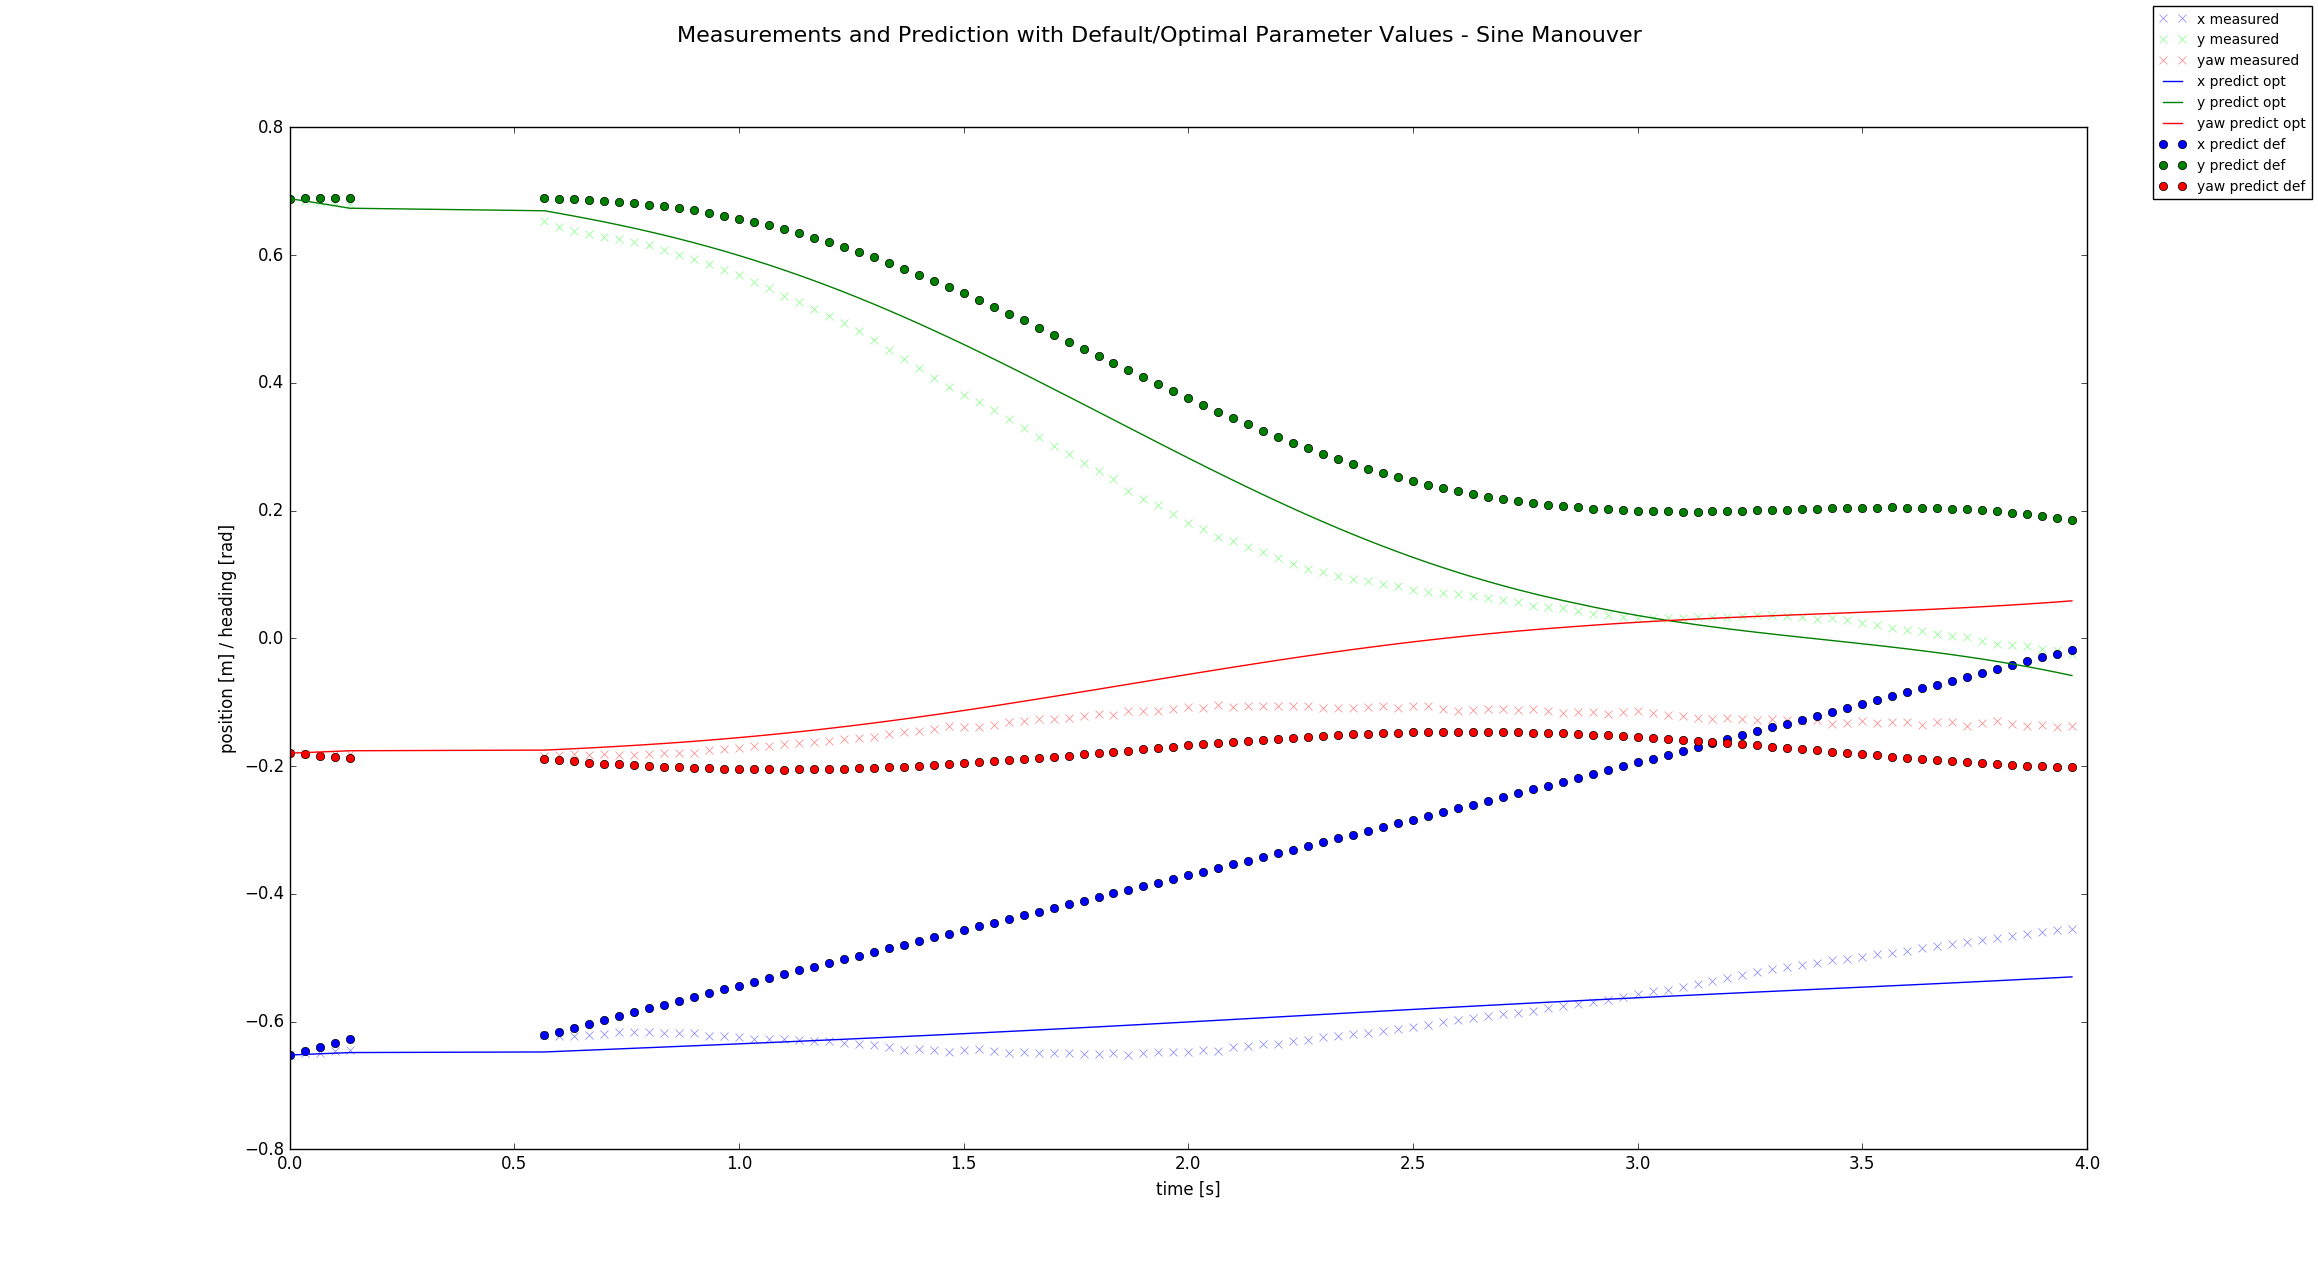 Measurements and Prediction with Default/Optimal Parameter Values - Sine Manouver
x measured
y measured
yaw measured
x predict opt
y predict opt
yaw predict opt
x predict def
y predict def
yaw predict def
0.8
0.6
0.4
0.2
0.0
−0.2
−0.4
−0.6
−0.8
position [m] / heading [rad]
0.0 0.5 1.0 1.5 2.0 2.5 3.0 3.5 4.0
time [s]